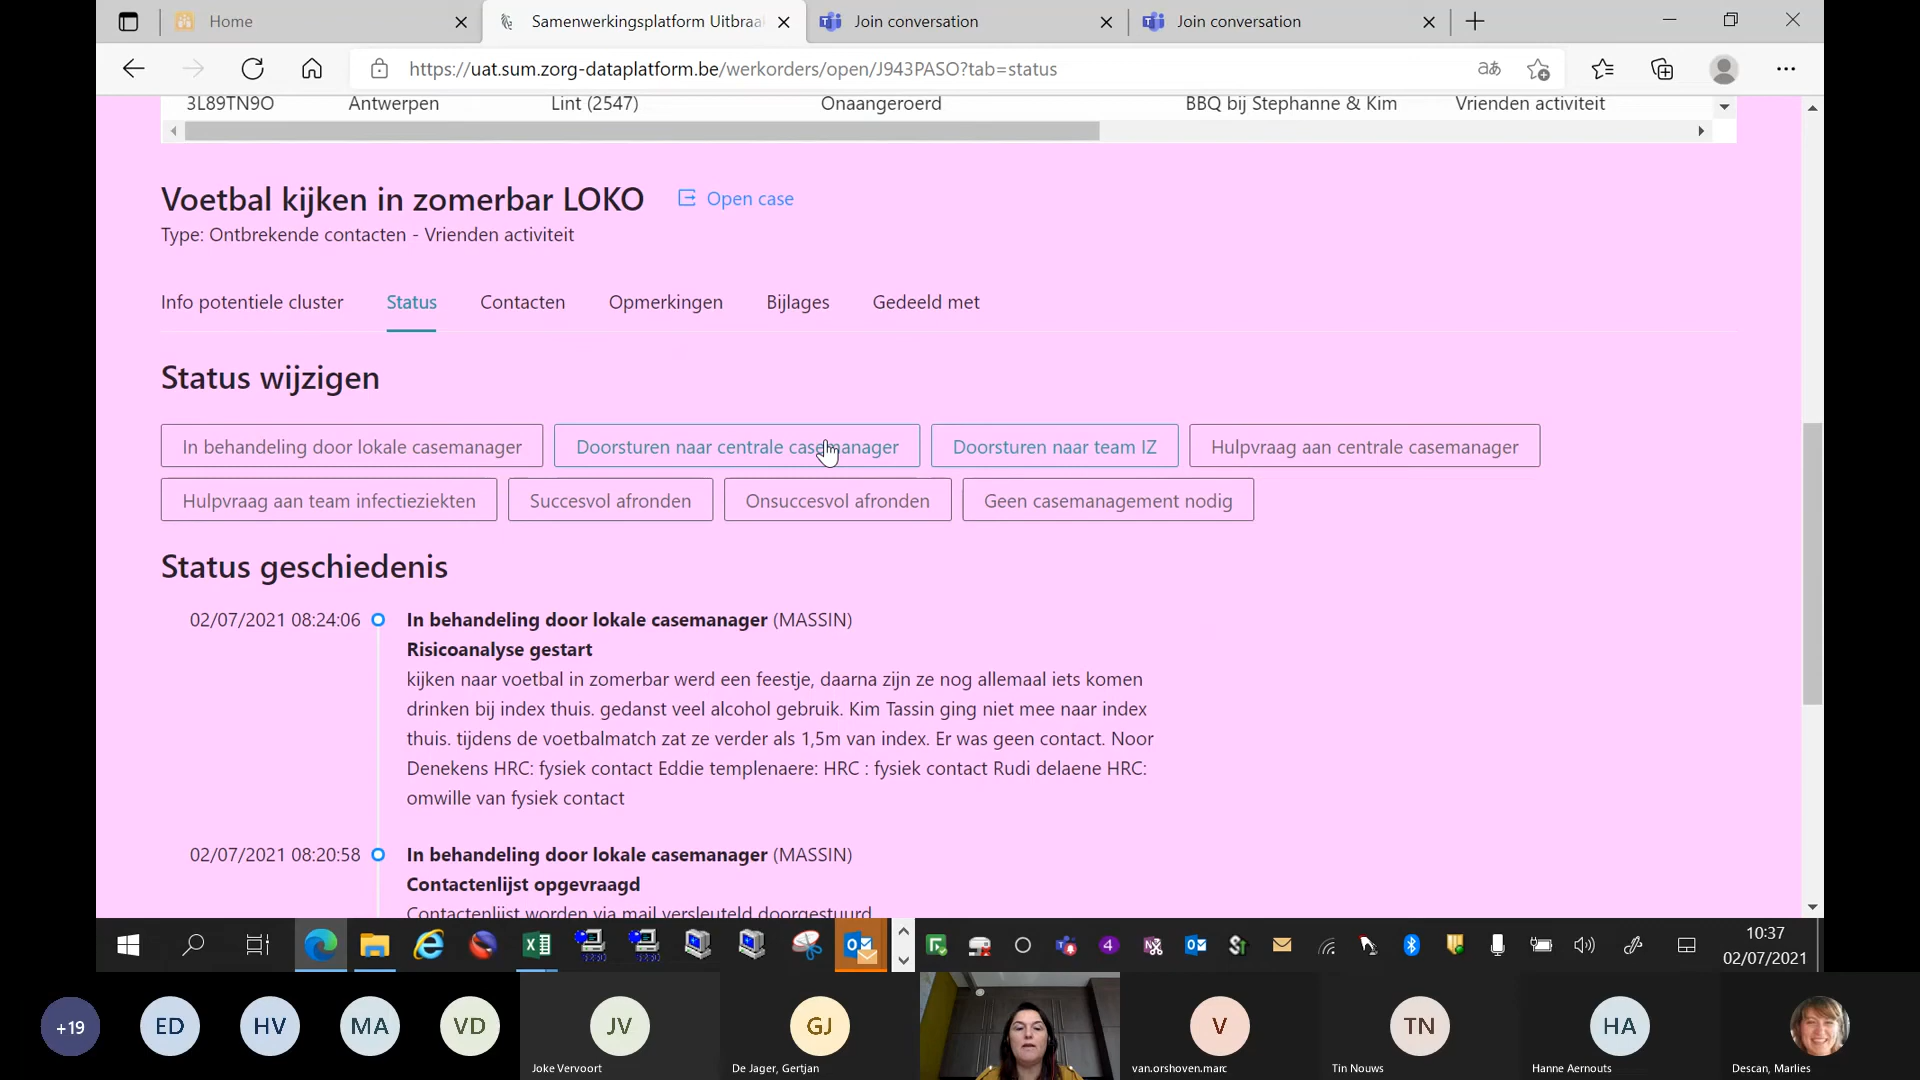 Home
Samenwerkingsplatform Uitbraa
Join conversation
Join conversation
https://uat.sum.zorg-dataplatform.be/werkorders/open/J943PASO?tab=status
3L89TN9O Antwerpen Lint (2547) Onaangeroerd BBQ bij Stephanne & Kim Vrienden activiteit
Voetbal kijken in zomerbar LOKO
Open case
Type: Ontbrekende contacten - Vrienden activiteit
Info potentiele cluster Status Contacten Opmerkingen Bijlages Gedeeld met
Status wijzigen
In behandeling door lokale casemanager Doorsturen naar centrale casemanager Doorsturen naar team IZ Hulpvraag aan centrale casemanager
Hulpvraag aan team infectieziekten Succesvol afronden Onsuccesvol afronden Geen casemanagement nodig
Status geschiedenis
02/07/2021 08:24:06 In behandeling door lokale casemanager (MASSIN)
Risicoanalyse gestart
kijken naar voetbal in zomerbar werd een feestje, daarna zijn ze nog allemaal iets komen
drinken bij index thuis. gedanst veel alcohol gebruik. Kim Tassin ging niet mee naar index
thuis. tijdens de voetbalmatch zat ze verder als 1,5m van index. Er was geen contact. Noor
Denekens HRC: fysiek contact Eddie templenaere: HRC : fysiek contact Rudi delaene HRC:
omwille van fysiek contact
02/07/2021 08:20:58 In behandeling door lokale casemanager (MASSIN)
Contactenlijst opgevraagd
Contactenlijst worden via mail versleuteld doorgestuurd
10:37
02/07/2021
+19 ED HV MA VD JV GJ V TN HA
Joke Vervoort De Jager, Gertjan van.orshoven.marc Tin Nouws Hanne Aernouts Descan, Marlies